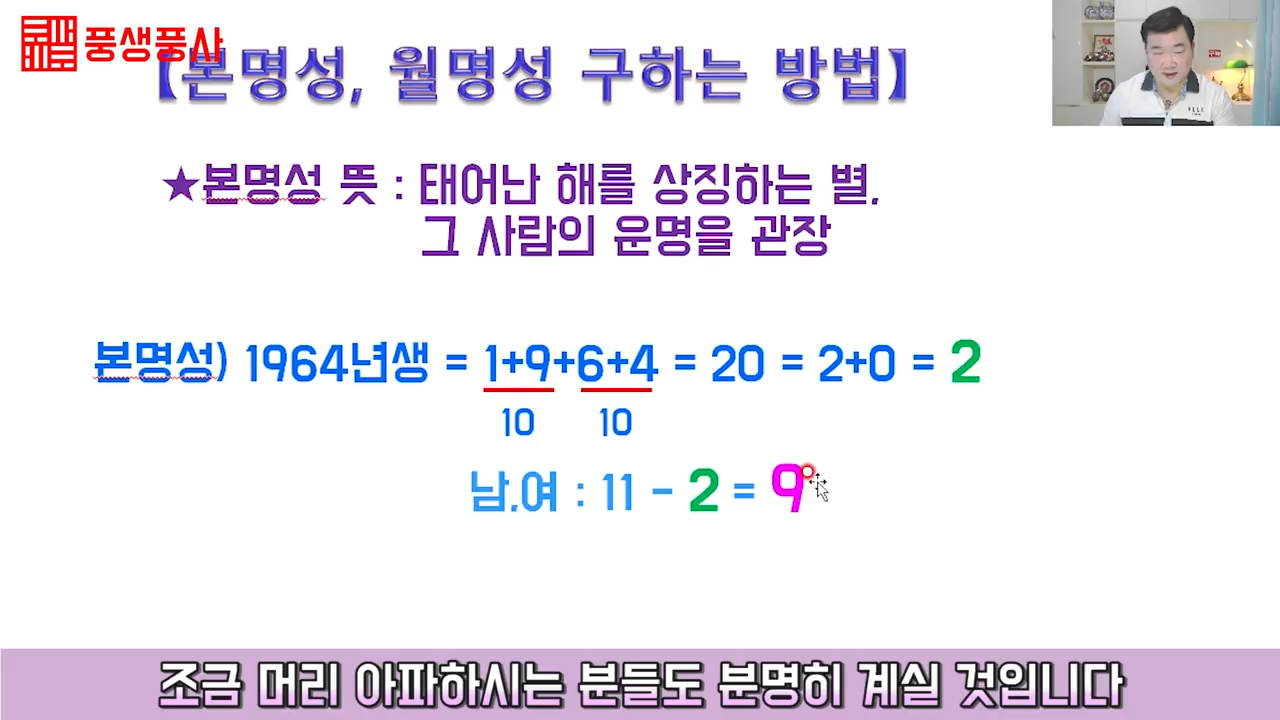 풍생풍사
【본명성, 월명성 구하는 방법】
★본명성 뜻 : 태어난 해를 상징하는 별,
그 사람의 운명을 관장
본명성) 1964년생 = 1+9+6+4 = 20 = 2+0 = 2
10 10
남,여 : 11 - 2 = 9
조금 머리 아파하시는 분들도 분명히 계실 것입니다